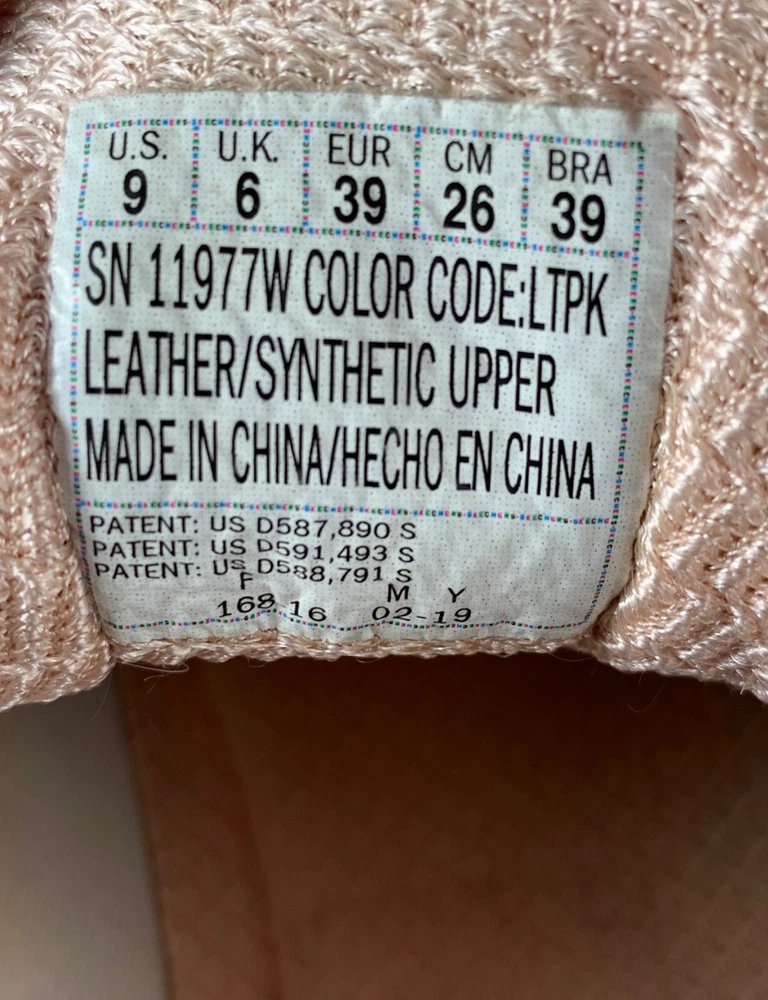 U.S. U.K. EUR CM BRA
9 6 39 26 39
SN 11977W COLOR CODE:LTPK
LEATHER/SYNTHETIC UPPER
MADE IN CHINA/HECHO EN CHINA
PATENT: US D587,890 S
PATENT: US D591,493 S
PATENT: US D588,791 S
F M Y
168.16 02-19